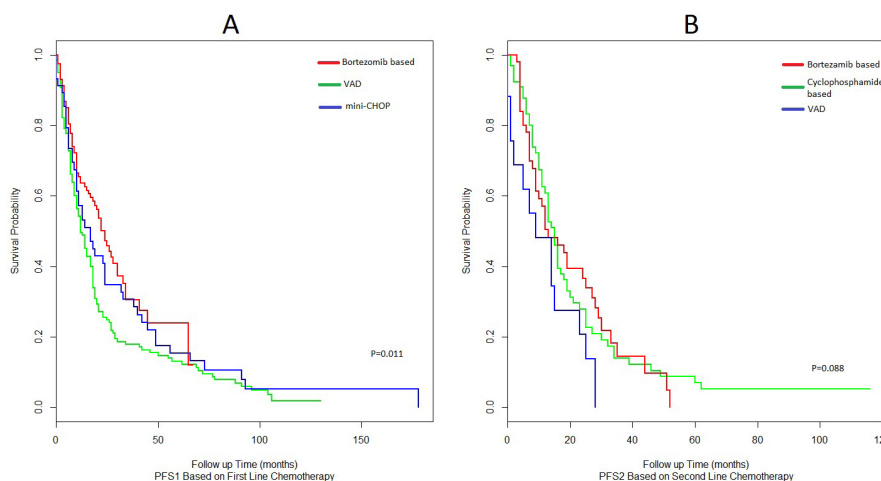 A
Bortezomib based
VAD
mini-CHOP
Survival Probability
1.0
0.8
0.6
0.4
0.2
0.0
P=0.011
0
50
100
150
Follow up Time (months)
PFS1 Based on First Line Chemotherapy
B
Bortezamib based
Cyclophosphamide
based
VAD
Survival Probability
1.0
0.8
0.6
0.4
0.2
0.0
P=0.088
0
20
40
60
80
100
Follow up Time (months)
PFS2 Based on Second Line Chemotherapy